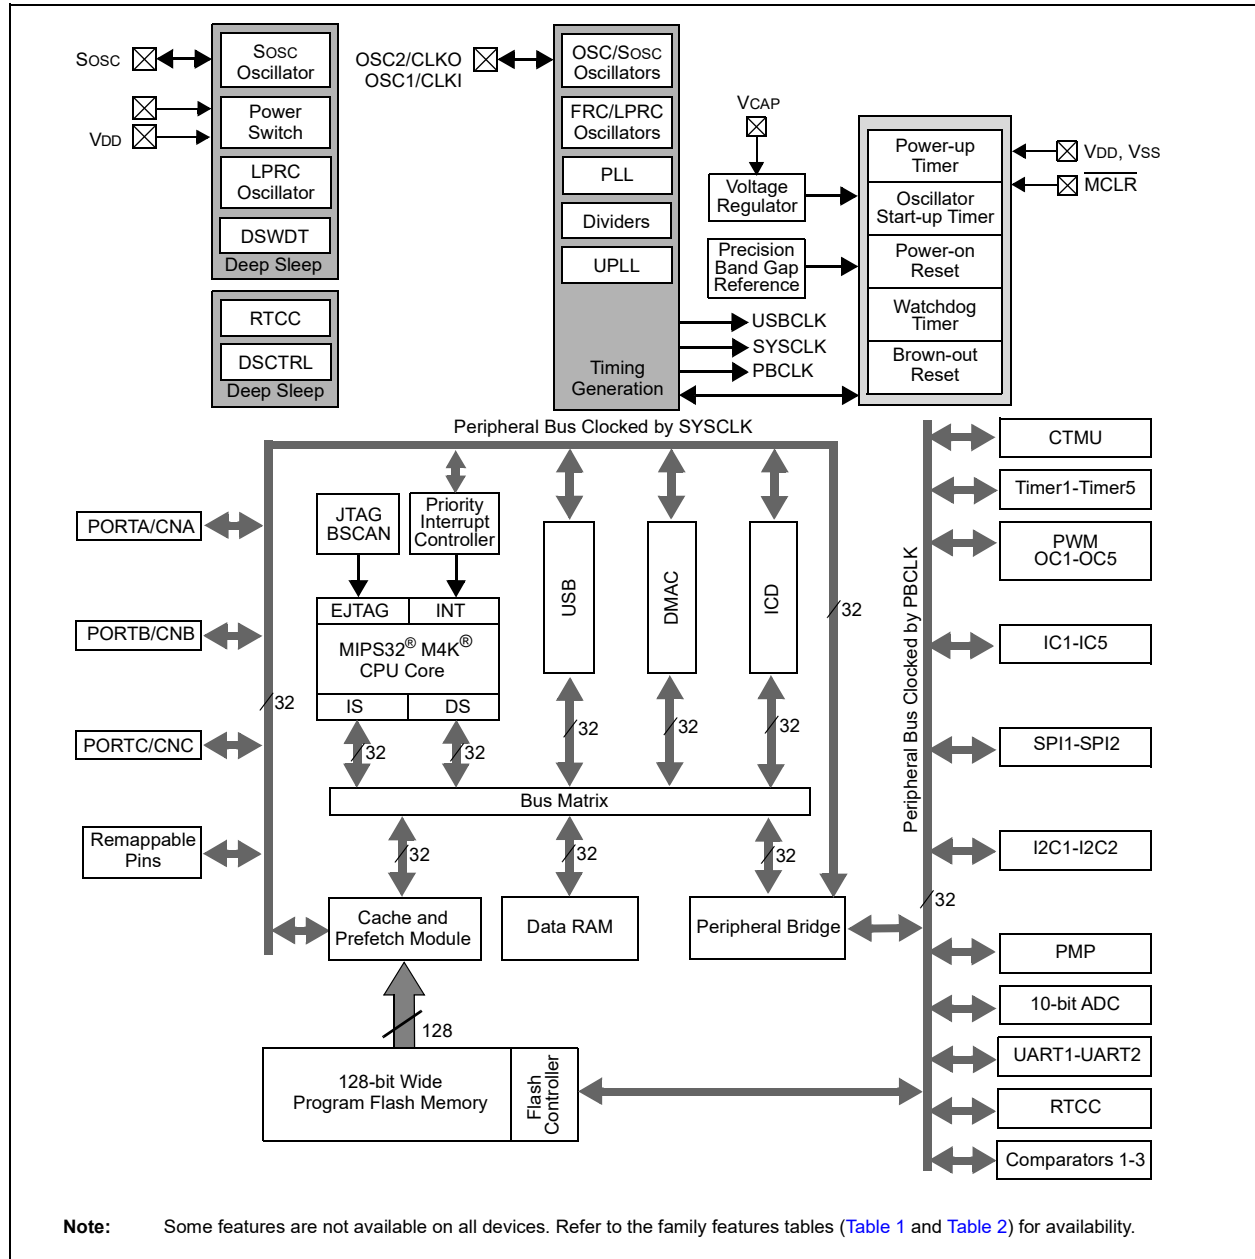 SOSC
SOSC
Oscillator
VDD
Power
Switch
LPRC
Oscillator
DSWDT
Deep Sleep
RTCC
DSCTRL
Deep Sleep
OSC2/CLKO
OSC1/CLKI
OSC/SOSC
Oscillators
FRC/LPRC
Oscillators
PLL
Dividers
UPLL
Timing
Generation
USBCLK
SYSCLK
PBCLK
VCAP
Voltage
Regulator
Precision
Band Gap
Reference
Power-up
Timer
Oscillator
Start-up Timer
Power-on
Reset
Watchdog
Timer
Brown-out
Reset
VDD, VSS
MCLR
Peripheral Bus Clocked by SYSCLK
PORTA/CNA
PORTB/CNB
PORTC/CNC
Remappable
Pins
32
JTAG
BSCAN
Priority
Interrupt
Controller
EJTAG
INT
MIPS32® M4K®
CPU Core
IS
DS
32
32
USB
DMAC
ICD
32
32
32
32
Bus Matrix
32
32
32
Cache and
Prefetch Module
Data RAM
Peripheral Bridge
128
128-bit Wide
Program Flash Memory
Flash
Controller
Peripheral Bus Clocked by PBCLK
32
CTMU
Timer1-Timer5
PWM
OC1-OC5
IC1-IC5
SPI1-SPI2
I2C1-I2C2
PMP
10-bit ADC
UART1-UART2
RTCC
Comparators 1-3
Note: Some features are not available on all devices. Refer to the family features tables (Table 1 and Table 2) for availability.